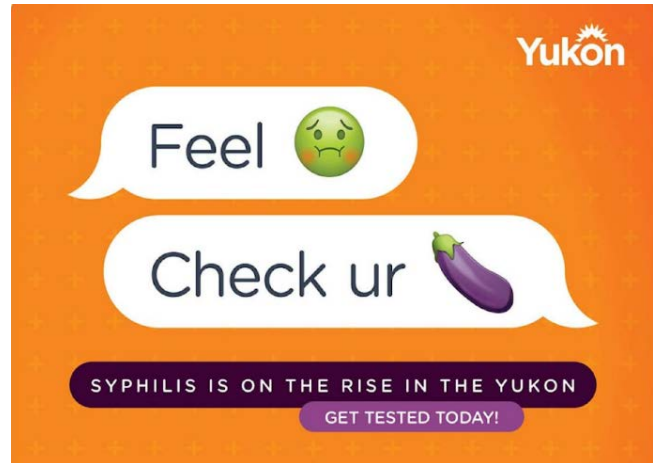 Yukon
Feel 🤢
Check ur 🍆
SYPHILIS IS ON THE RISE IN THE YUKON
GET TESTED TODAY!